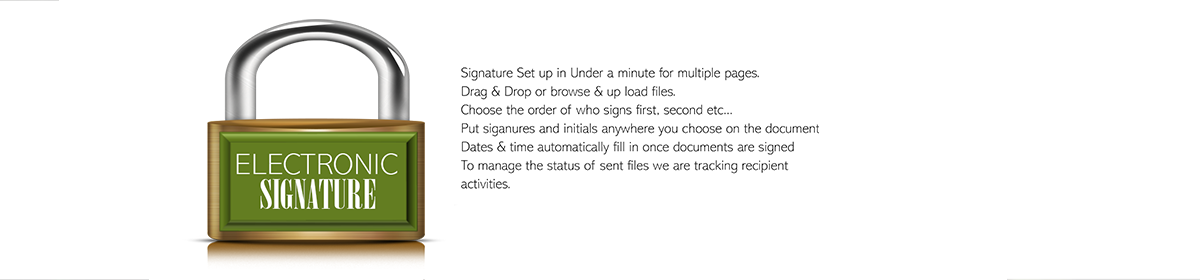 ELECTRONIC
SIGNATURE
Signature Set up in Under a minute for multiple pages.
Drag & Drop or browse & up load files.
Choose the order of who signs first, second etc...
Put siganures and initials anywhere you choose on the document
Dates & time automatically fill in once documents are signed
To manage the status of sent files we are tracking recipient
activities.